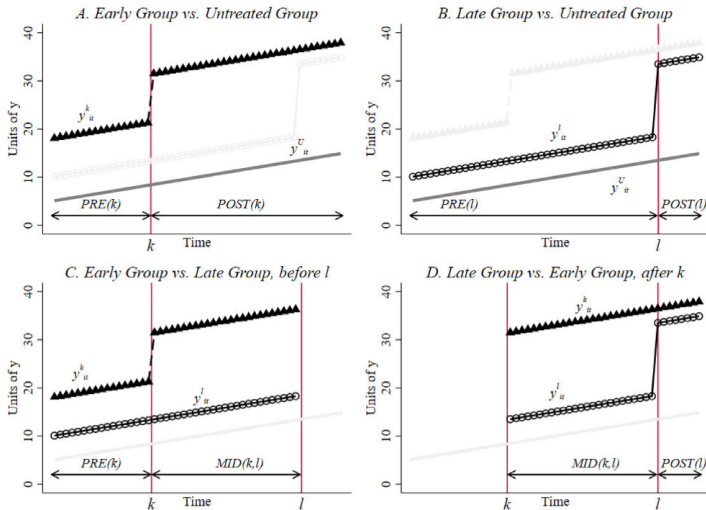 A. Early Group vs. Untreated Group
Units of y
40
30
20
10
0
y^k_it
y^U_it
PRE(k)
POST(k)
k
Time
B. Late Group vs. Untreated Group
Units of y
40
30
20
10
0
y^l_it
y^U_it
PRE(l)
POST(l)
Time
l
C. Early Group vs. Late Group, before l
Units of y
40
30
20
10
0
y^k_it
y^l_it
PRE(k)
MID(k,l)
k
Time
l
D. Late Group vs. Early Group, after k
Units of y
40
30
20
10
0
y^k_it
y^l_it
MID(k,l)
POST(l)
k
Time
l